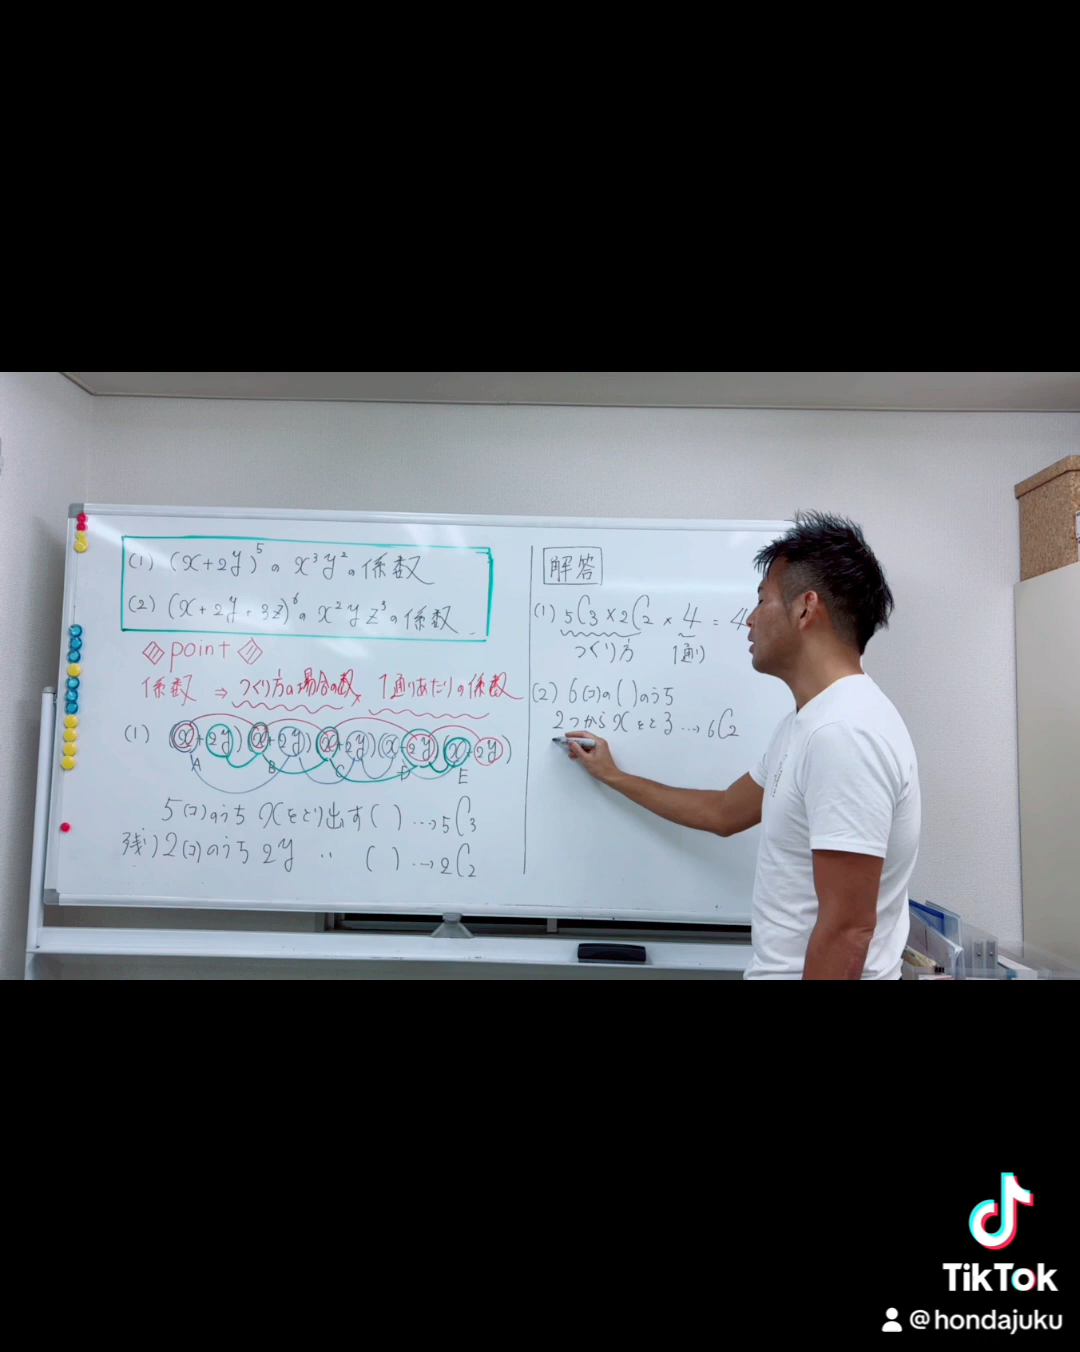 (1) (x+2y)⁵の x³y²の係数
(2) (x+2y+3z)⁶の x²yz³の係数
point
係数 ⇒ つくり方の場合の数 × 1通りあたりの係数
(1) (x+2y)(x+2y)(x+2y)(x+2y)(x+2y)
A B C D E
5コのうち xをとり出す( ) …→ 5C3
残り2コのうち 2y 〃 ( ) …→ 2C2
解答
(1) 5C3 × 2C2 × 4 = 4
つくり方 1通り
(2) 6コの( )のうち
2つからxをとる …→ 6C2
TikTok
@hondajuku